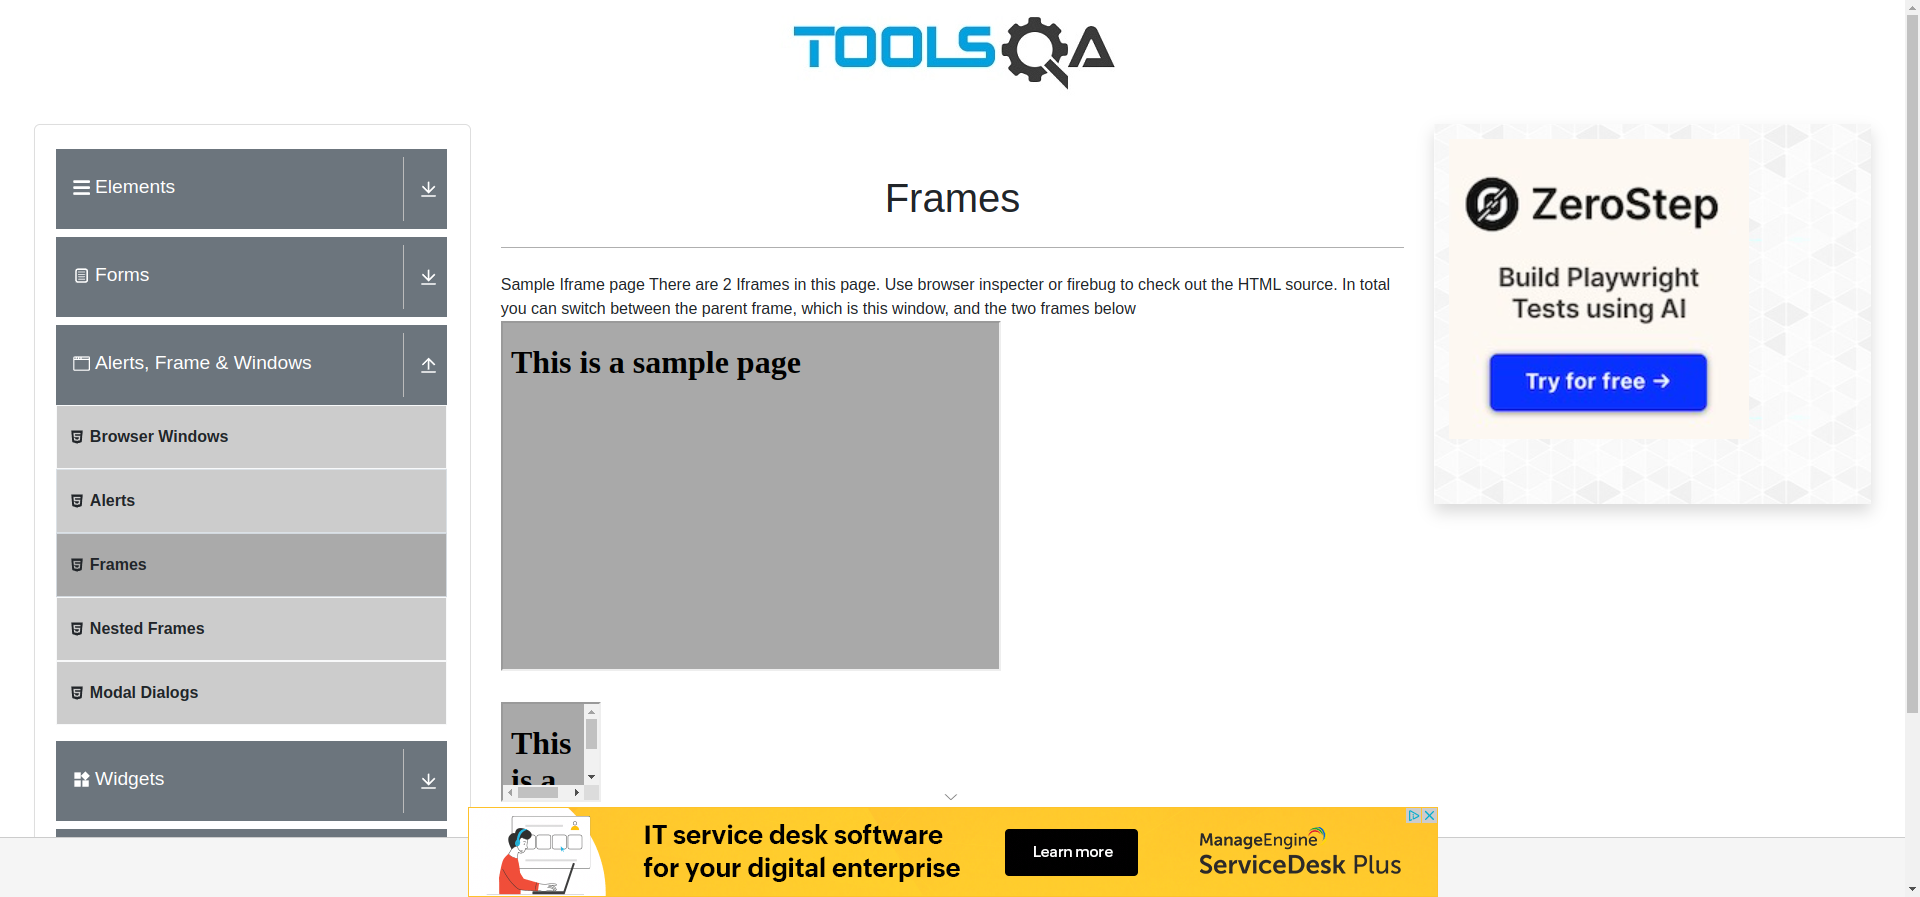 TOOLSQA
Elements
Forms
Alerts, Frame & Windows
Browser Windows
Alerts
Frames
Nested Frames
Modal Dialogs
Widgets
Frames
Sample Iframe page There are 2 Iframes in this page. Use browser inspecter or firebug to check out the HTML source. In total
you can switch between the parent frame, which is this window, and the two frames below
This is a sample page
This
is a
ZeroStep
Build Playwright
Tests using AI
Try for free →
IT service desk software
for your digital enterprise
Learn more
ManageEngine
ServiceDesk Plus